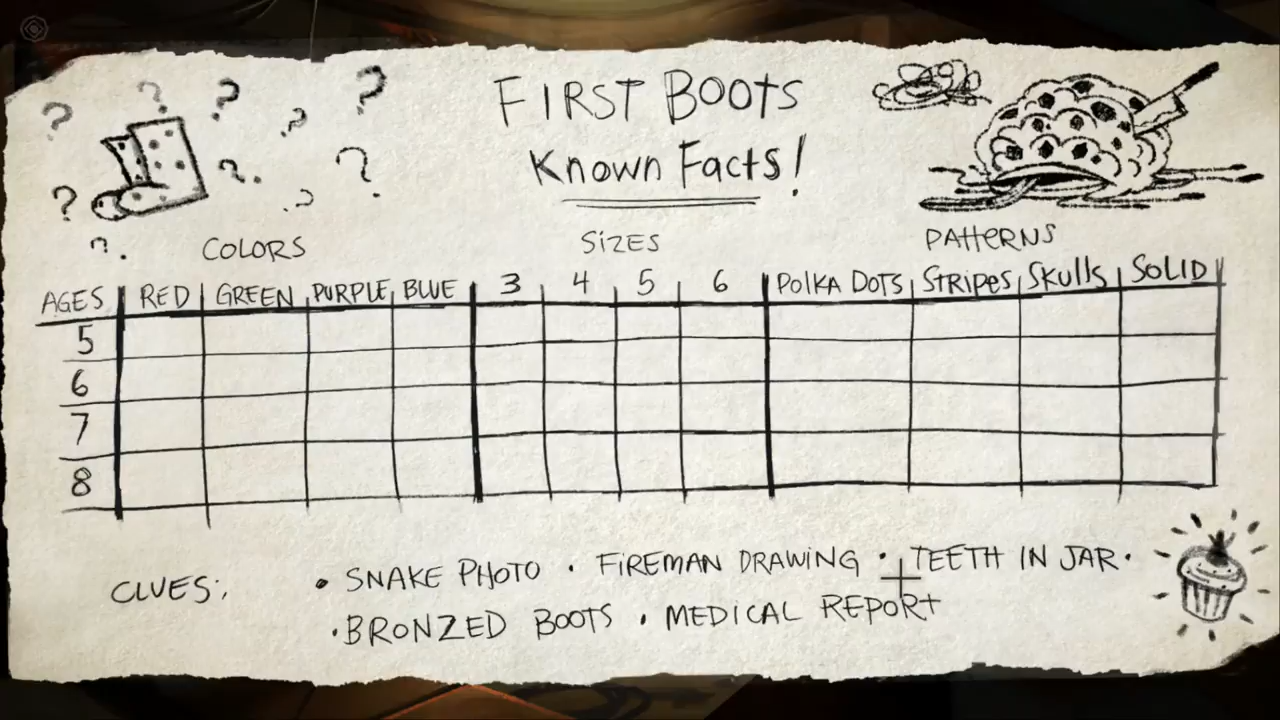 FIRST BOOTS
Known Facts!
COLORS SIZES PATTERNS
AGES RED GREEN PURPLE BLUE 3 4 5 6 POLKA DOTS STRIPES SKULLS SOLID
5
6
7
8
CLUES: • SNAKE PHOTO • FIREMAN DRAWING • TEETH IN JAR •
• BRONZED BOOTS • MEDICAL REPORT